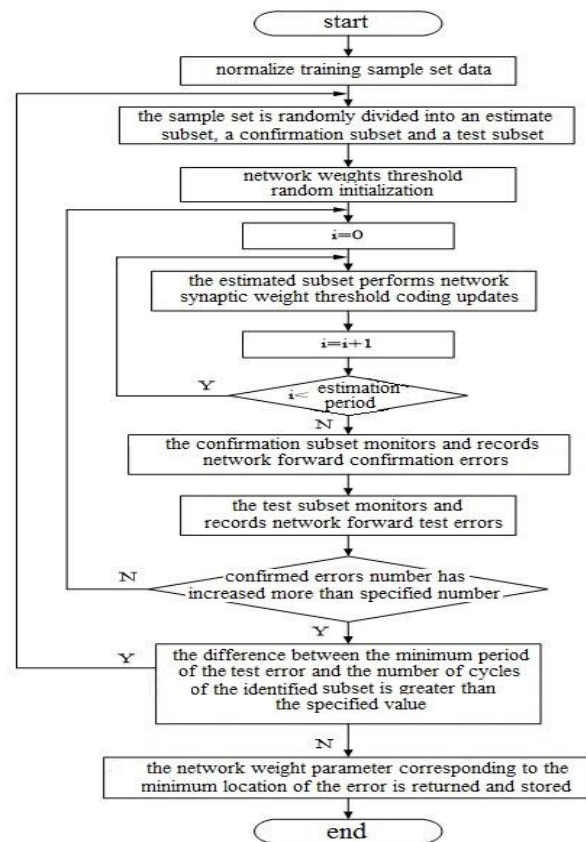 start
normalize training sample set data
the sample set is randomly divided into an estimate
subset, a confirmation subset and a test subset
network weights threshold
random initialization
i=0
the estimated subset performs network
synaptic weight threshold coding updates
i=i+1
Y
i< estimation
period
N
the confirmation subset monitors and records
network forward confirmation errors
the test subset monitors and
records network forward test errors
N
confirmed errors number has
increased more than specified number
Y
Y
the difference between the minimum period
of the test error and the number of cycles
of the identified subset is greater than
the specified value
N
the network weight parameter corresponding to the
minimum location of the error is returned and stored
end